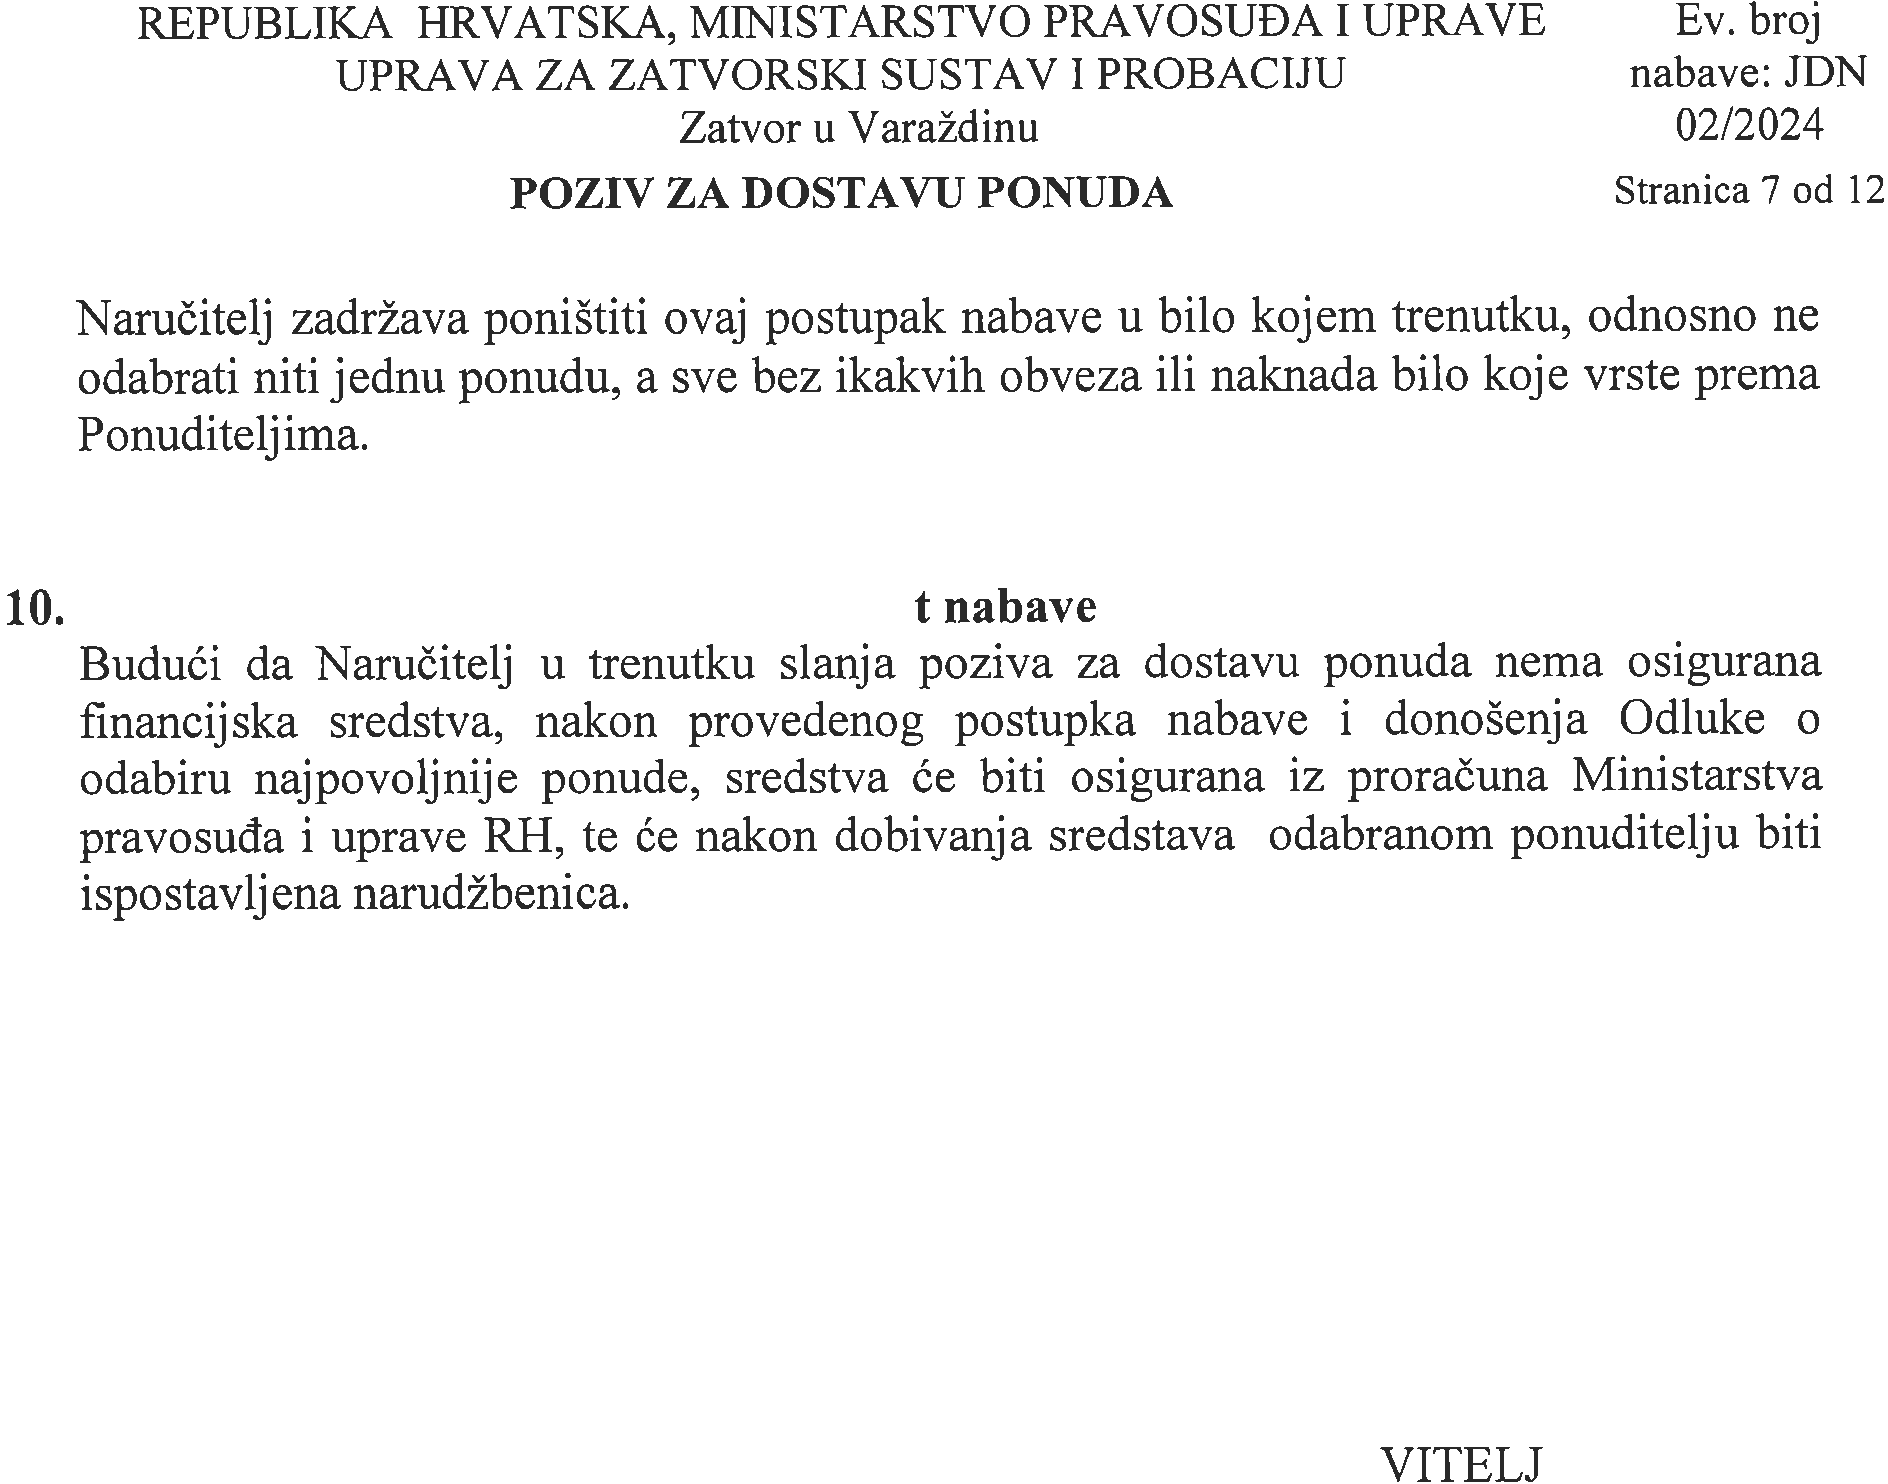 REPUBLIKA HRVATSKA, MINISTARSTVO PRAVOSUĐA I UPRAVE
UPRAVA ZA ZATVORSKI SUSTAV I PROBACIJU
Zatvor u Varaždinu
POZIV ZA DOSTAVU PONUDA
Ev. broj
nabave: JDN
02/2024
Stranica 7 od 12
Naručitelj zadržava poništiti ovaj postupak nabave u bilo kojem trenutku, odnosno ne
odabrati niti jednu ponudu, a sve bez ikakvih obveza ili naknada bilo koje vrste prema
Ponuditeljima.
10. t nabave
Budući da Naručitelj u trenutku slanja poziva za dostavu ponuda nema osigurana
financijska sredstva, nakon provedenog postupka nabave i donošenja Odluke o
odabiru najpovoljnije ponude, sredstva će biti osigurana iz proračuna Ministarstva
pravosuđa i uprave RH, te će nakon dobivanja sredstava odabranom ponuditelju biti
ispostavljena narudžbenica.
VITELJ